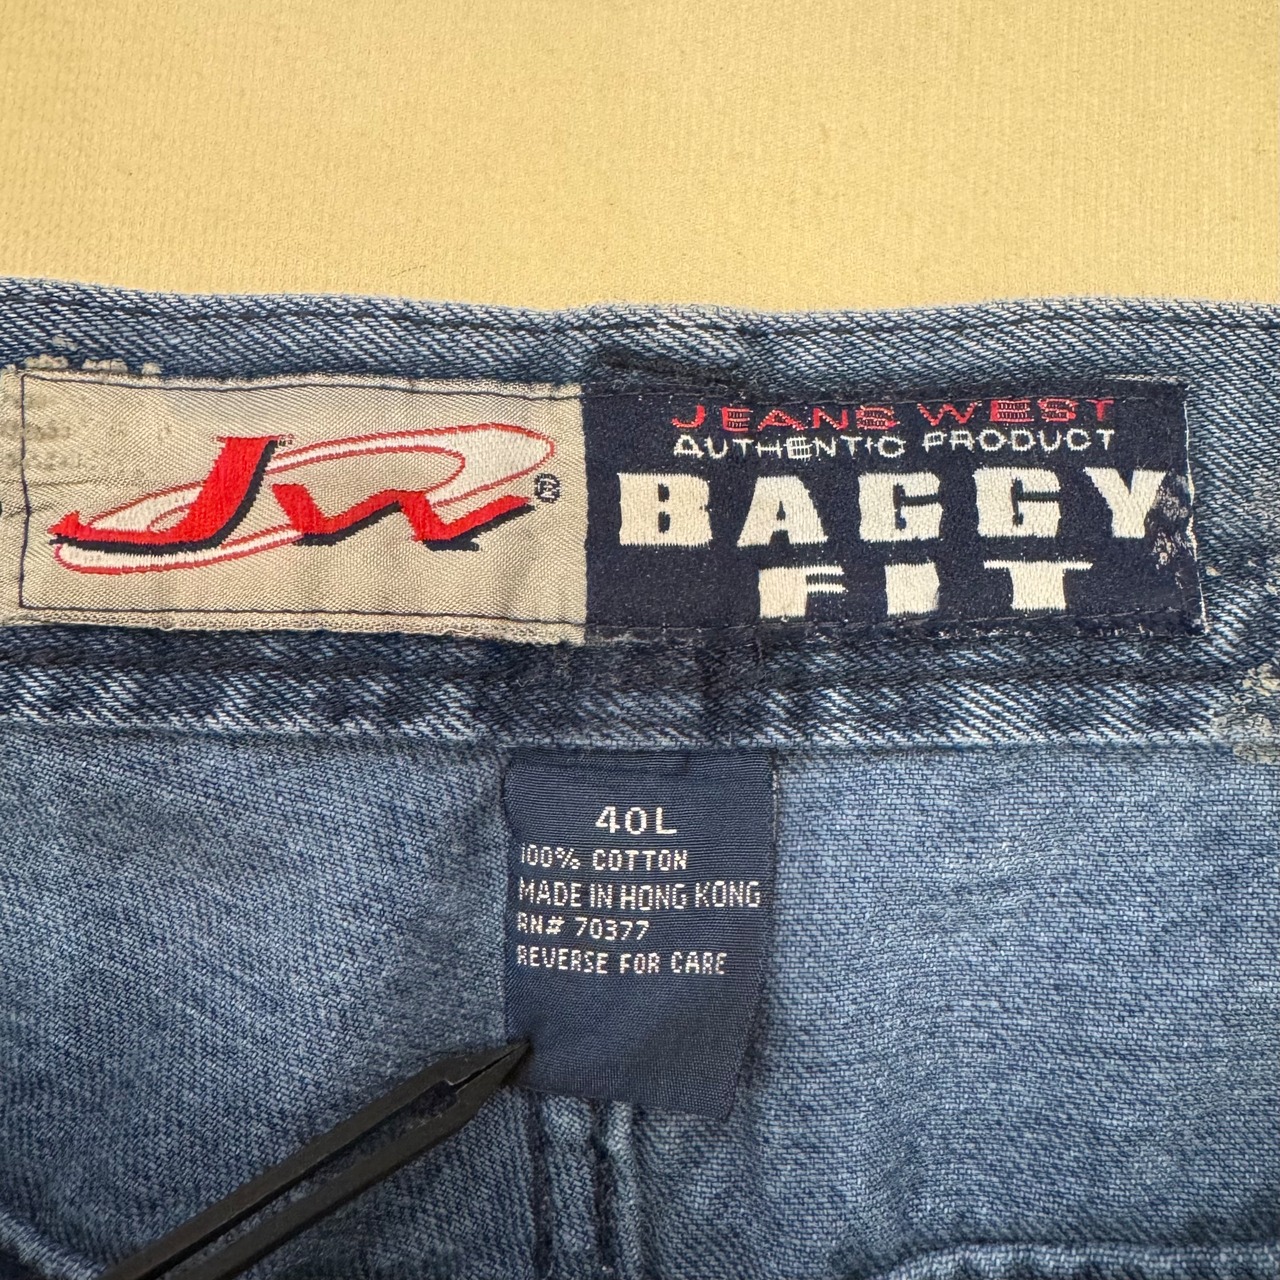 JW ®
JEANS WEST
AUTHENTIC PRODUCT
BAGGY
FIT
40L
100% COTTON
MADE IN HONG KONG
RN# 70377
REVERSE FOR CARE